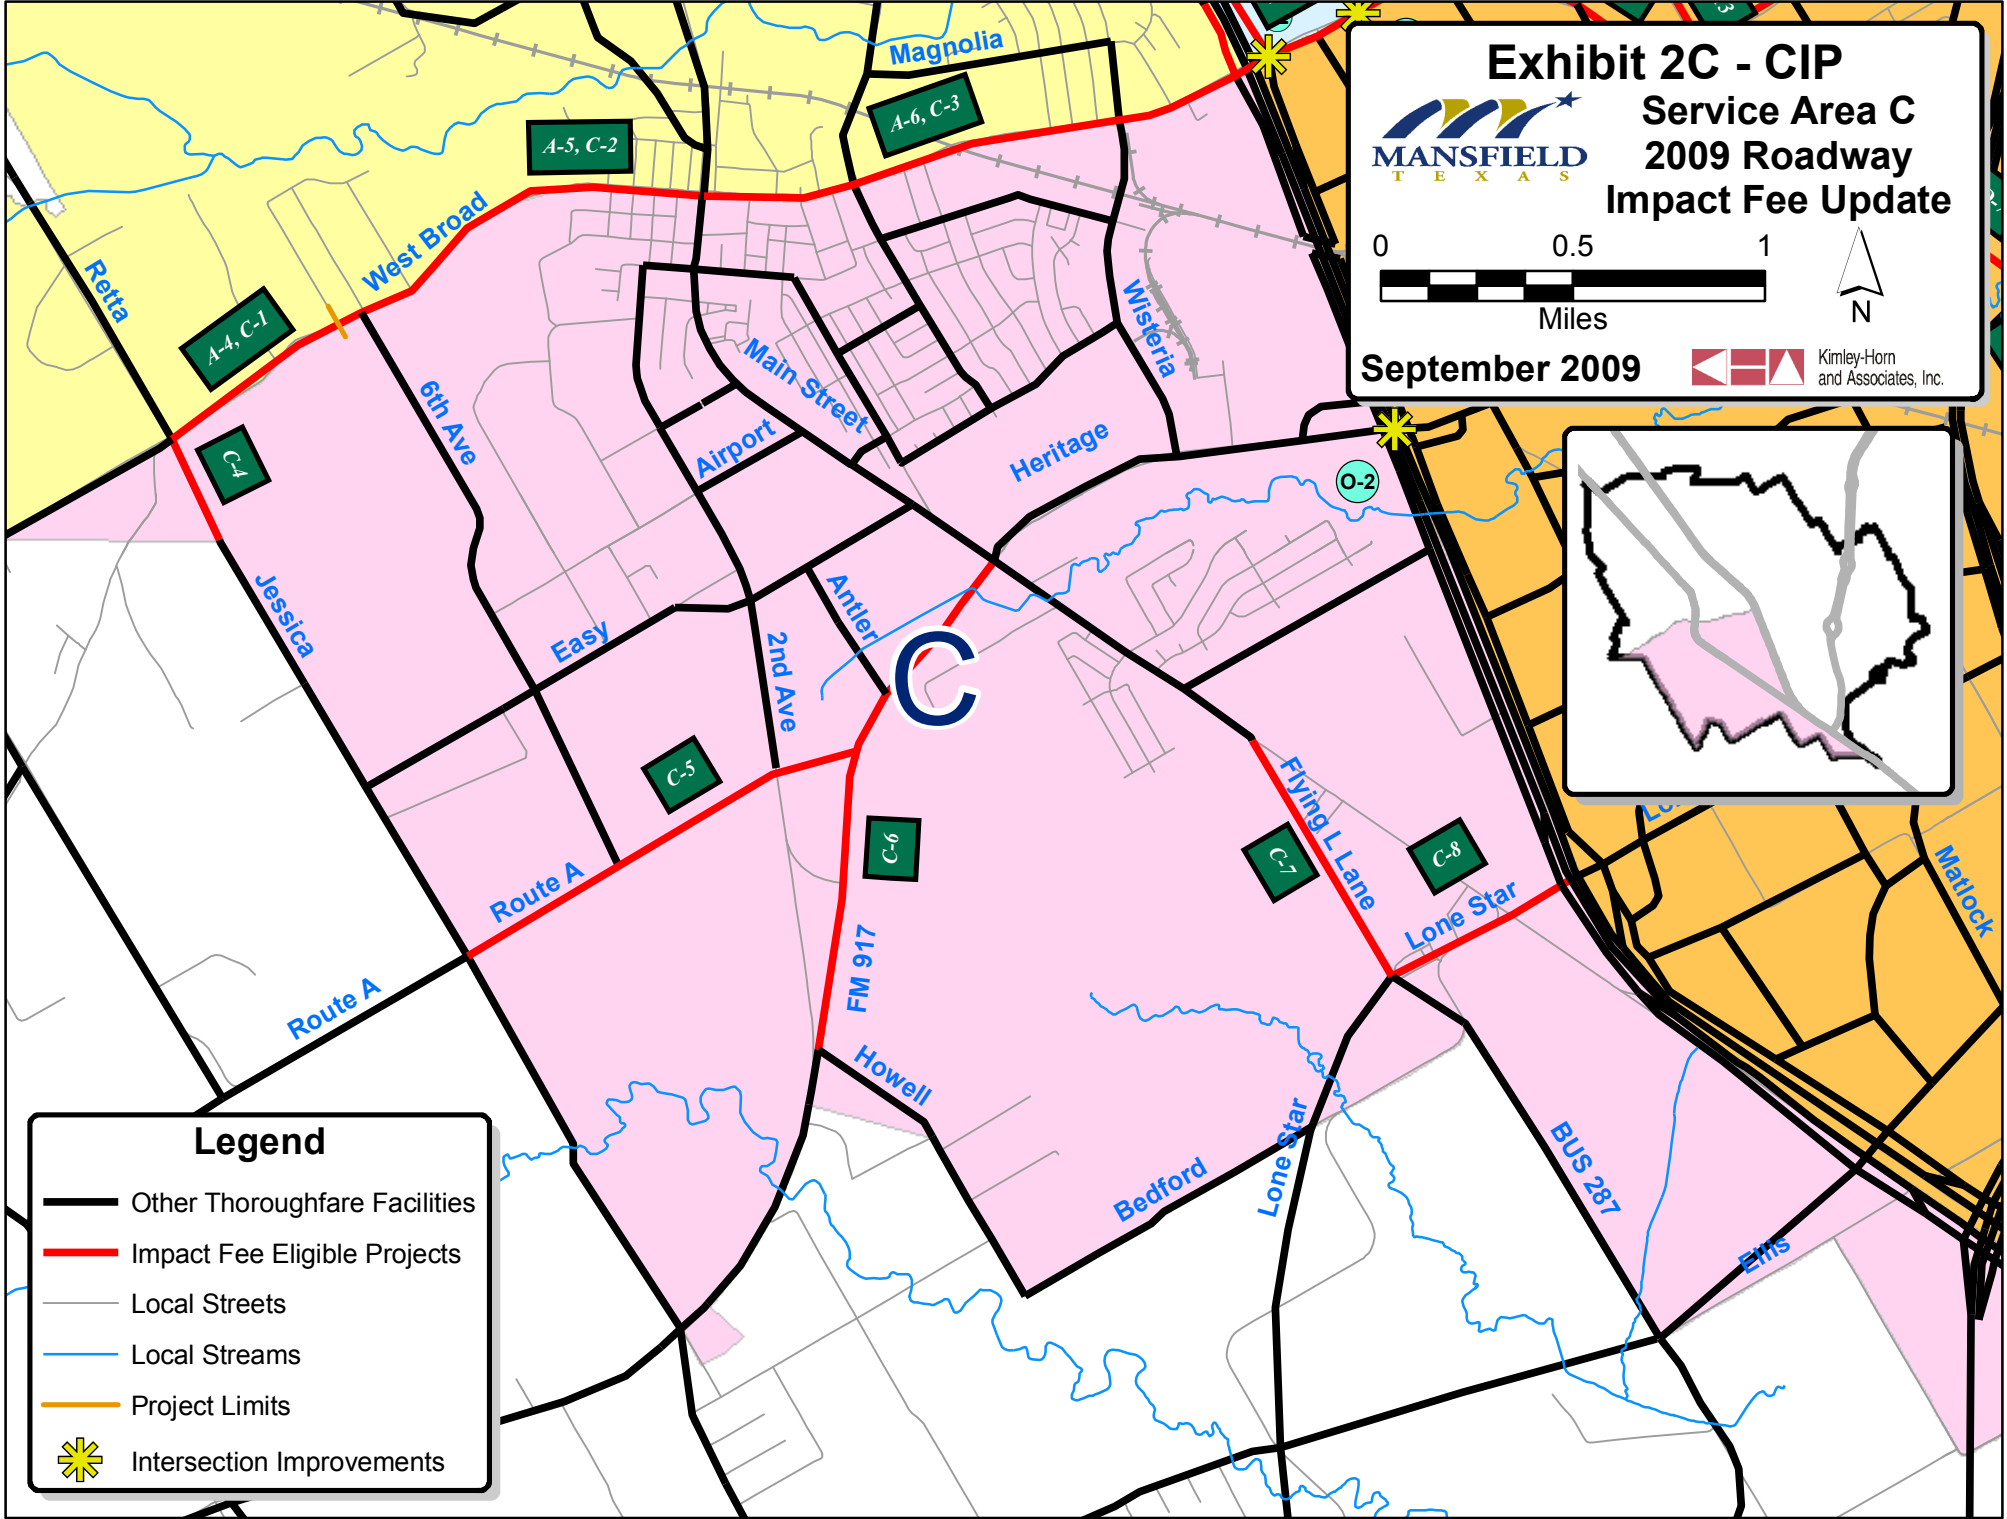 Exhibit 2C - CIP
MANSFIELD
TEXAS
Service Area C
2009 Roadway
Impact Fee Update
0 0.5 1
Miles
N
September 2009
Kimley-Horn
and Associates, Inc.
Magnolia
A-6, C-3
A-5, C-2
West Broad
Retta
A-4, C-1
C-4
6th Ave
Main Street
Wisteria
Airport
Heritage
O-2
Jessica
Easy
Antler
2nd Ave
C
C-5
C-6
Flying L Lane
C-7
C-8
Lone Star
Matlock
Route A
FM 917
Route A
Howell
Bedford
Lone Star
BUS 287
Ellis
Legend
Other Thoroughfare Facilities
Impact Fee Eligible Projects
Local Streets
Local Streams
Project Limits
Intersection Improvements